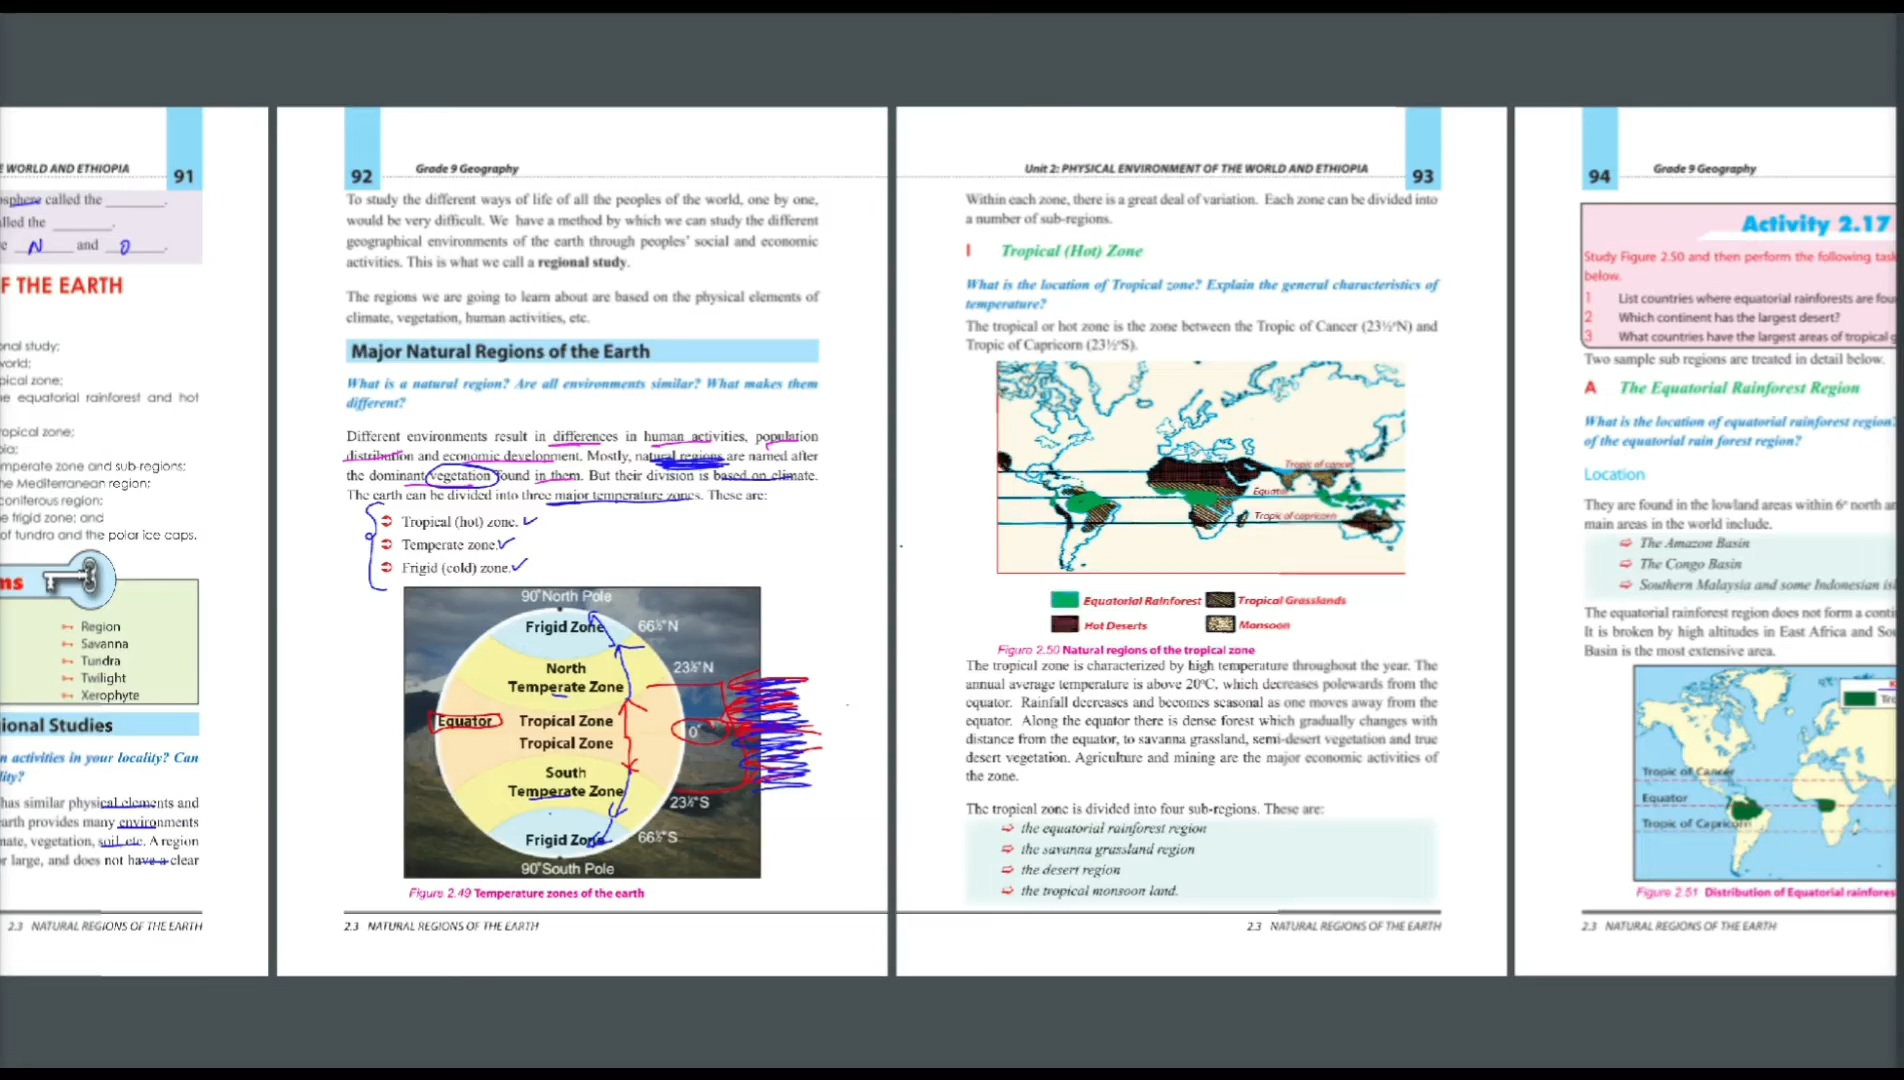 E WORLD AND ETHIOPIA 91
sphere called the ________.
lled the ________.
e N and O.
F THE EARTH
nal study;
world;
pical zone;
e equatorial rainforest and hot
opical zone;
pia;
mperate zone and sub-regions;
ne Mediterranean region;
coniferous region;
e frigid zone; and
of tundra and the polar ice caps.
ms
Region
Savanna
Tundra
Twilight
Xerophyte
ional Studies
n activities in your locality? Can
lity?
has similar physical elements and
earth provides many environments
mate, vegetation, soil etc. A region
r large, and does not have a clear
2.3 NATURAL REGIONS OF THE EARTH
92 Grade 9 Geography
To study the different ways of life of all the peoples of the world, one by one,
would be very difficult. We have a method by which we can study the different
geographical environments of the earth through peoples' social and economic
activities. This is what we call a regional study.
The regions we are going to learn about are based on the physical elements of
climate, vegetation, human activities, etc.
Major Natural Regions of the Earth
What is a natural region? Are all environments similar? What makes them
different?
Different environments result in differences in human activities, population
distribution and economic development. Mostly, natural regions are named after
the dominant vegetation found in them. But their division is based on climate.
The earth can be divided into three major temperature zones. These are:
Tropical (hot) zone.
Temperate zone.
Frigid (cold) zone.
90°North Pole
Frigid Zone 66½°N
North
Temperate Zone 23½°N
Equator Tropical Zone 0°
Tropical Zone
South
Temperate Zone 23½°S
Frigid Zone 66½°S
90°South Pole
Figure 2.49 Temperature zones of the earth
2.3 NATURAL REGIONS OF THE EARTH
Unit 2: PHYSICAL ENVIRONMENT OF THE WORLD AND ETHIOPIA 93
Within each zone, there is a great deal of variation. Each zone can be divided into
a number of sub-regions.
I Tropical (Hot) Zone
What is the location of Tropical zone? Explain the general characteristics of
temperature?
The tropical or hot zone is the zone between the Tropic of Cancer (23½°N) and
Tropic of Capricorn (23½°S).
Tropic of cancer
Equator
Tropic of capricorn
Equatorial Rainforest Tropical Grasslands
Hot Deserts Monsoon
Figure 2.50 Natural regions of the tropical zone
The tropical zone is characterized by high temperature throughout the year. The
annual average temperature is above 20°C, which decreases polewards from the
equator. Rainfall decreases and becomes seasonal as one moves away from the
equator. Along the equator there is dense forest which gradually changes with
distance from the equator, to savanna grassland, semi-desert vegetation and true
desert vegetation. Agriculture and mining are the major economic activities of
the zone.
The tropical zone is divided into four sub-regions. These are:
the equatorial rainforest region
the savanna grassland region
the desert region
the tropical monsoon land.
2.3 NATURAL REGIONS OF THE EARTH
94 Grade 9 Geography
Activity 2.17
Study Figure 2.50 and then perform the following task
below.
1 List countries where equatorial rainforests are fou
2 Which continent has the largest desert?
3 What countries have the largest areas of tropical g
Two sample sub regions are treated in detail below.
A The Equatorial Rainforest Region
What is the location of equatorial rainforest region?
of the equatorial rain forest region?
Location
They are found in the lowland areas within 6° north a
main areas in the world include.
The Amazon Basin
The Congo Basin
Southern Malaysia and some Indonesian isl
The equatorial rainforest region does not form a conti
It is broken by high altitudes in East Africa and So
Basin is the most extensive area.
Tropic of Cancer
Equator
Tropic of Capricorn
Figure 2.51 Distribution of Equatorial rainfores
2.3 NATURAL REGIONS OF THE EARTH